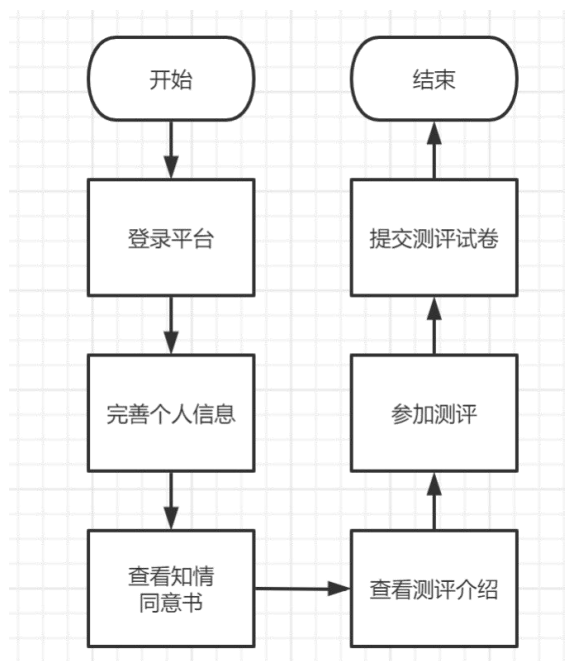 开始
登录平台
完善个人信息
查看知情
同意书
查看测评介绍
参加测评
提交测评试卷
结束